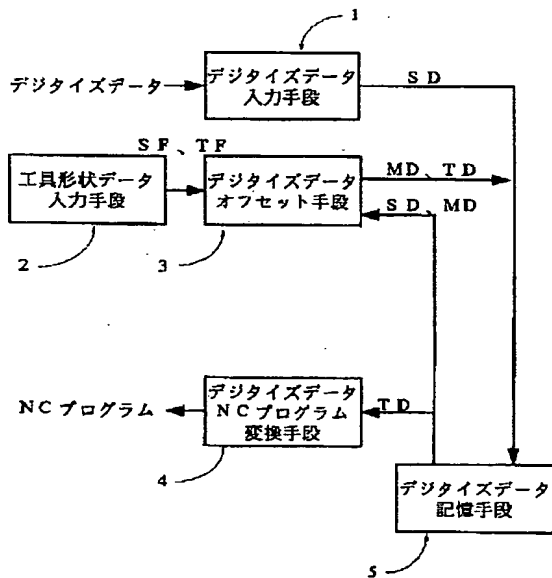 1
デジタイズデータ
デジタイズデータ
入力手段
SD
SF、TF
工具形状データ
入力手段
デジタイズデータ
オフセット手段
MD、TD
SD、MD
2
3
NCプログラム
デジタイズデータ
NCプログラム
変換手段
TD
4
デジタイズデータ
記憶手段
5